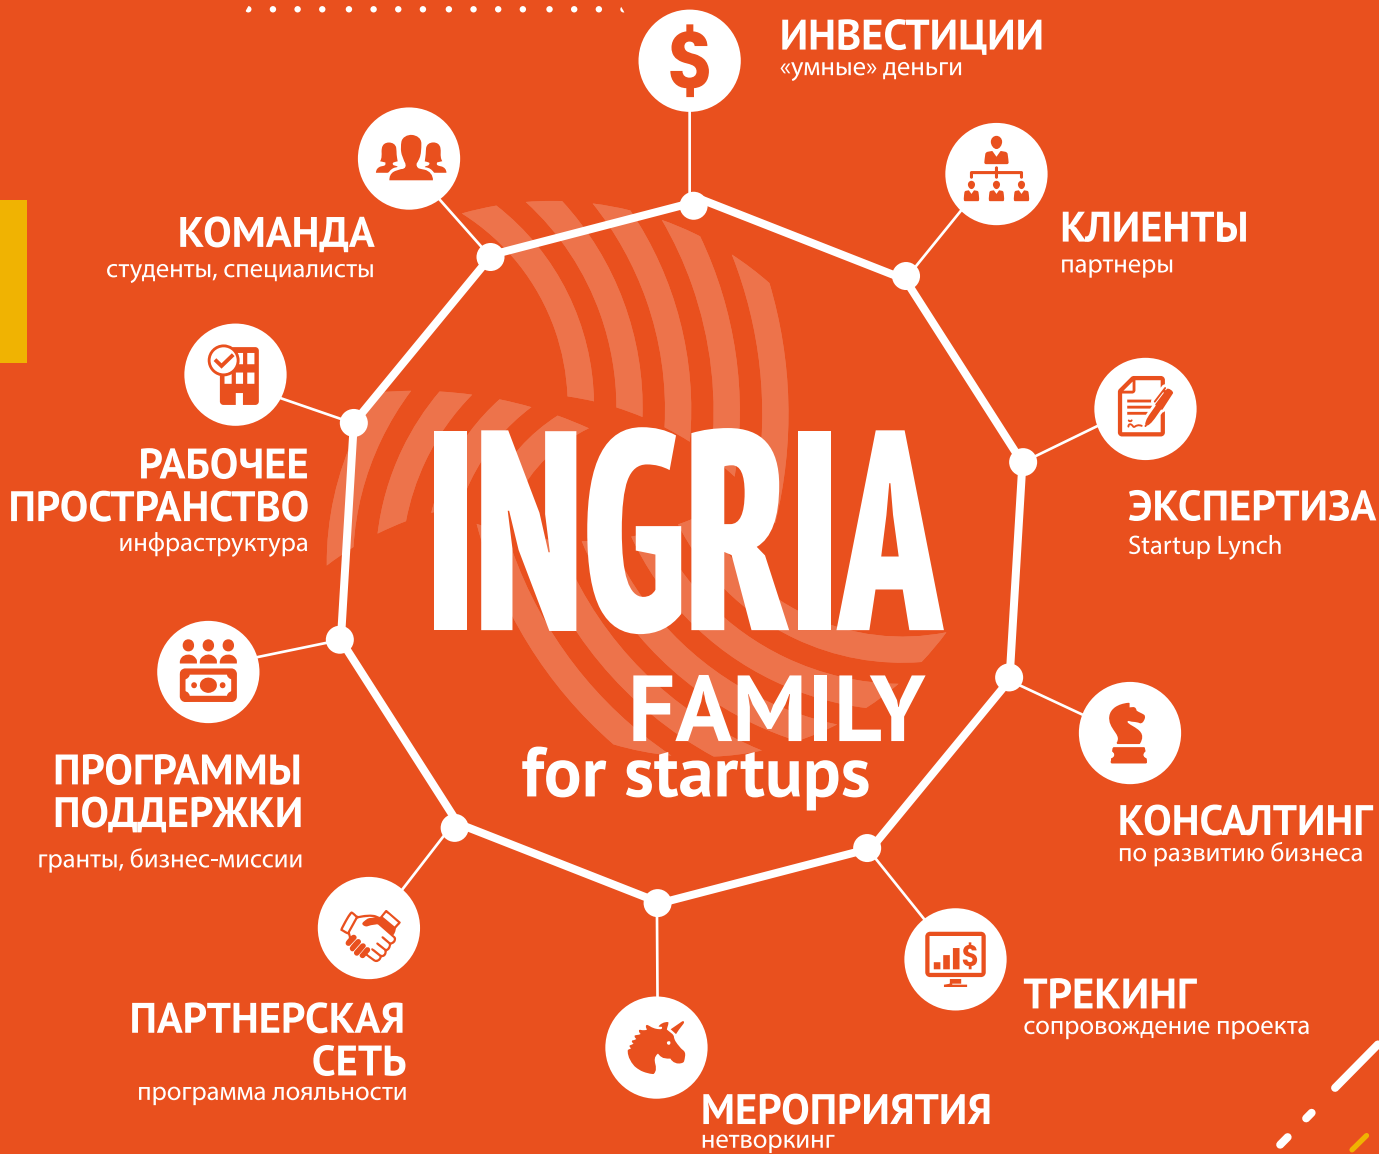 ИНВЕСТИЦИИ
«умные» деньги
КЛИЕНТЫ
партнеры
КОМАНДА
студенты, специалисты
РАБОЧЕЕ
ПРОСТРАНСТВО
инфраструктура
ЭКСПЕРТИЗА
Startup Lynch
INGRIA
FAMILY
for startups
ПРОГРАММЫ
ПОДДЕРЖКИ
гранты, бизнес-миссии
КОНСАЛТИНГ
по развитию бизнеса
ПАРТНЕРСКАЯ
СЕТЬ
программа лояльности
ТРЕКИНГ
сопровождение проекта
МЕРОПРИЯТИЯ
нетворкинг